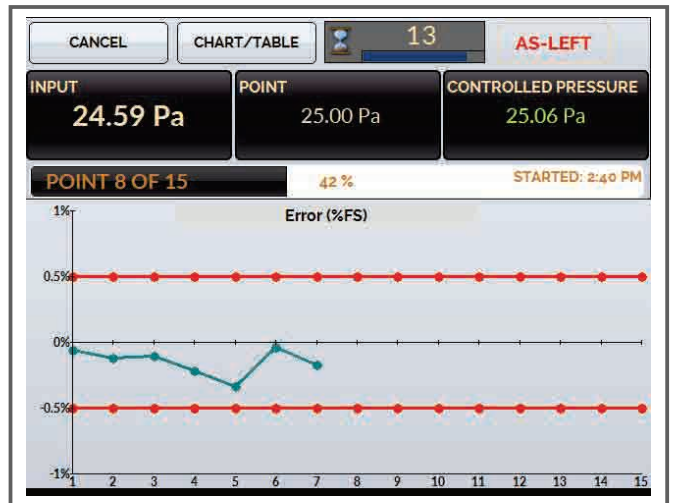 CANCEL CHART/TABLE 13 AS-LEFT
INPUT POINT CONTROLLED PRESSURE
24.59 Pa 25.00 Pa 25.06 Pa
POINT 8 OF 15 42 % STARTED: 2:40 PM
Error (%FS)
1%
0.5%
0%
-0.5%
-1%
1 2 3 4 5 6 7 8 9 10 11 12 13 14 15